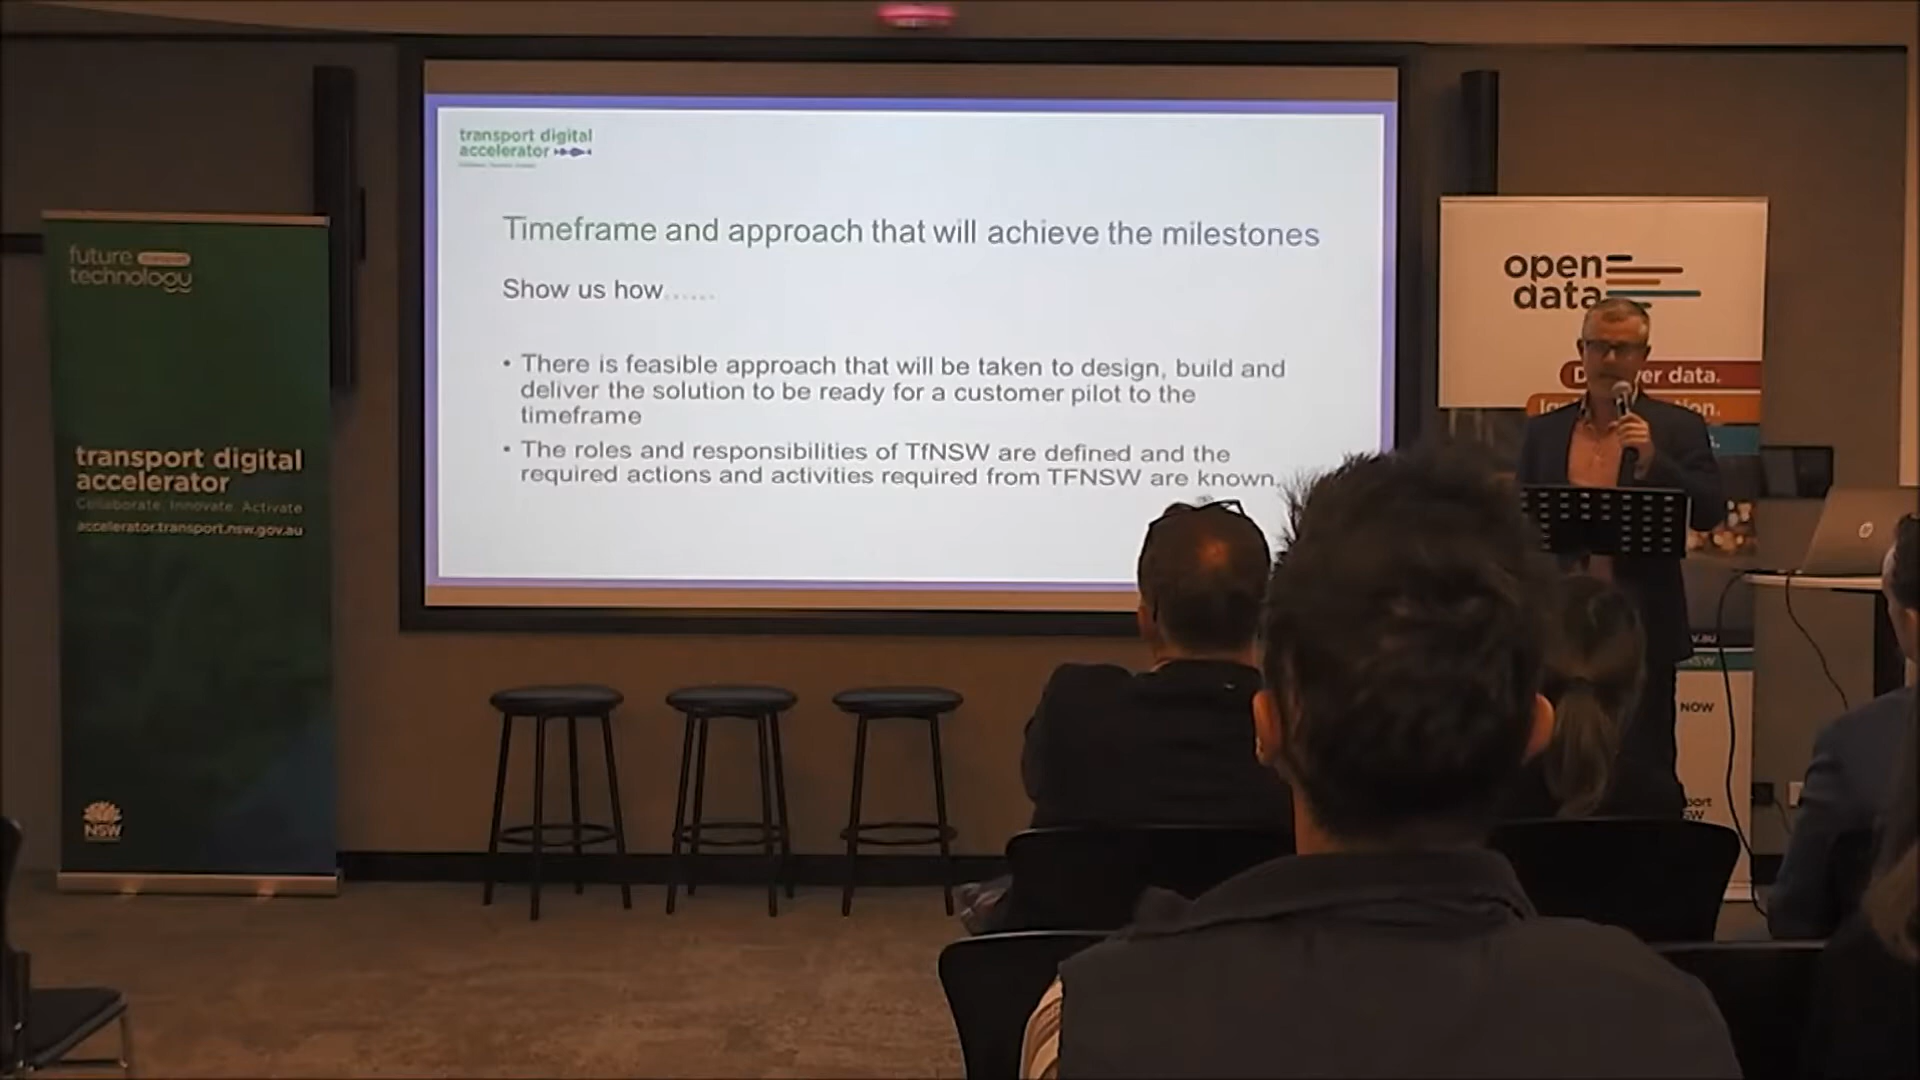 transport digital
accelerator
Timeframe and approach that will achieve the milestones
Show us how......
• There is feasible approach that will be taken to design, build and
deliver the solution to be ready for a customer pilot to the
timeframe
• The roles and responsibilities of TfNSW are defined and the
required actions and activities required from TFNSW are known.
future
technology
transport digital
accelerator
Collaborate. Innovate. Activate
accelerator.transport.nsw.gov.au
NSW
open
data
data.
v.au
NSW
NOW